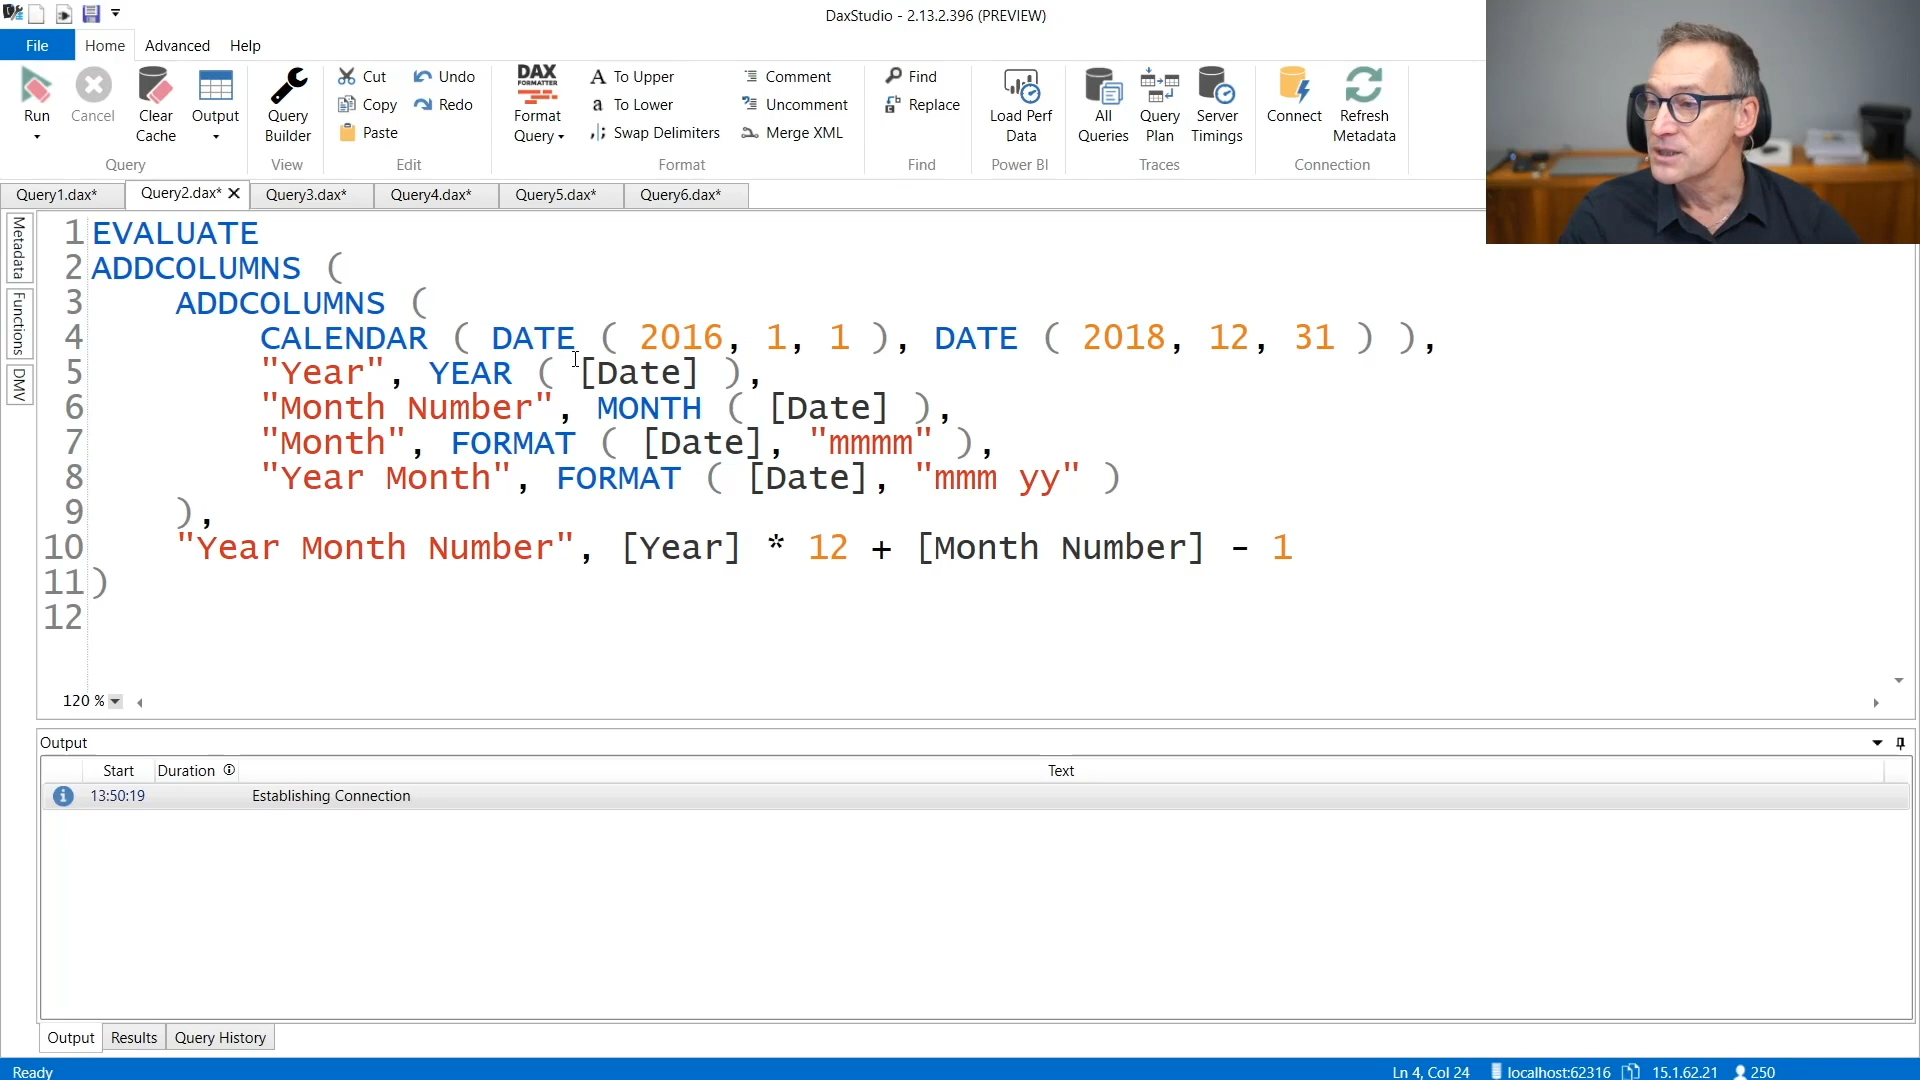 DaxStudio - 2.13.2.396 (PREVIEW)
File Home Advanced Help
Run Cancel Clear Cache Output
Query
Query Builder
View
Cut Undo
Copy Redo
Paste
Edit
DAX FORMATTER
Format Query
To Upper
To Lower
Swap Delimiters
Comment
Uncomment
Merge XML
Format
Find
Replace
Find
Load Perf Data
Power BI
All Queries Query Plan Server Timings
Traces
Connect Refresh Metadata
Connection
Query1.dax* Query2.dax* Query3.dax* Query4.dax* Query5.dax* Query6.dax*
Metadata
Functions
DMV
1 EVALUATE
2 ADDCOLUMNS (
3 ADDCOLUMNS (
4 CALENDAR ( DATE ( 2016, 1, 1 ), DATE ( 2018, 12, 31 ) ),
5 "Year", YEAR ( [Date] ),
6 "Month Number", MONTH ( [Date] ),
7 "Month", FORMAT ( [Date], "mmmm" ),
8 "Year Month", FORMAT ( [Date], "mmm yy" )
9 ),
10 "Year Month Number", [Year] * 12 + [Month Number] - 1
11 )
12
120 %
Output
Start Duration Text
13:50:19 Establishing Connection
Output Results Query History
Ready Ln 4, Col 24 localhost:62316 15.1.62.21 250